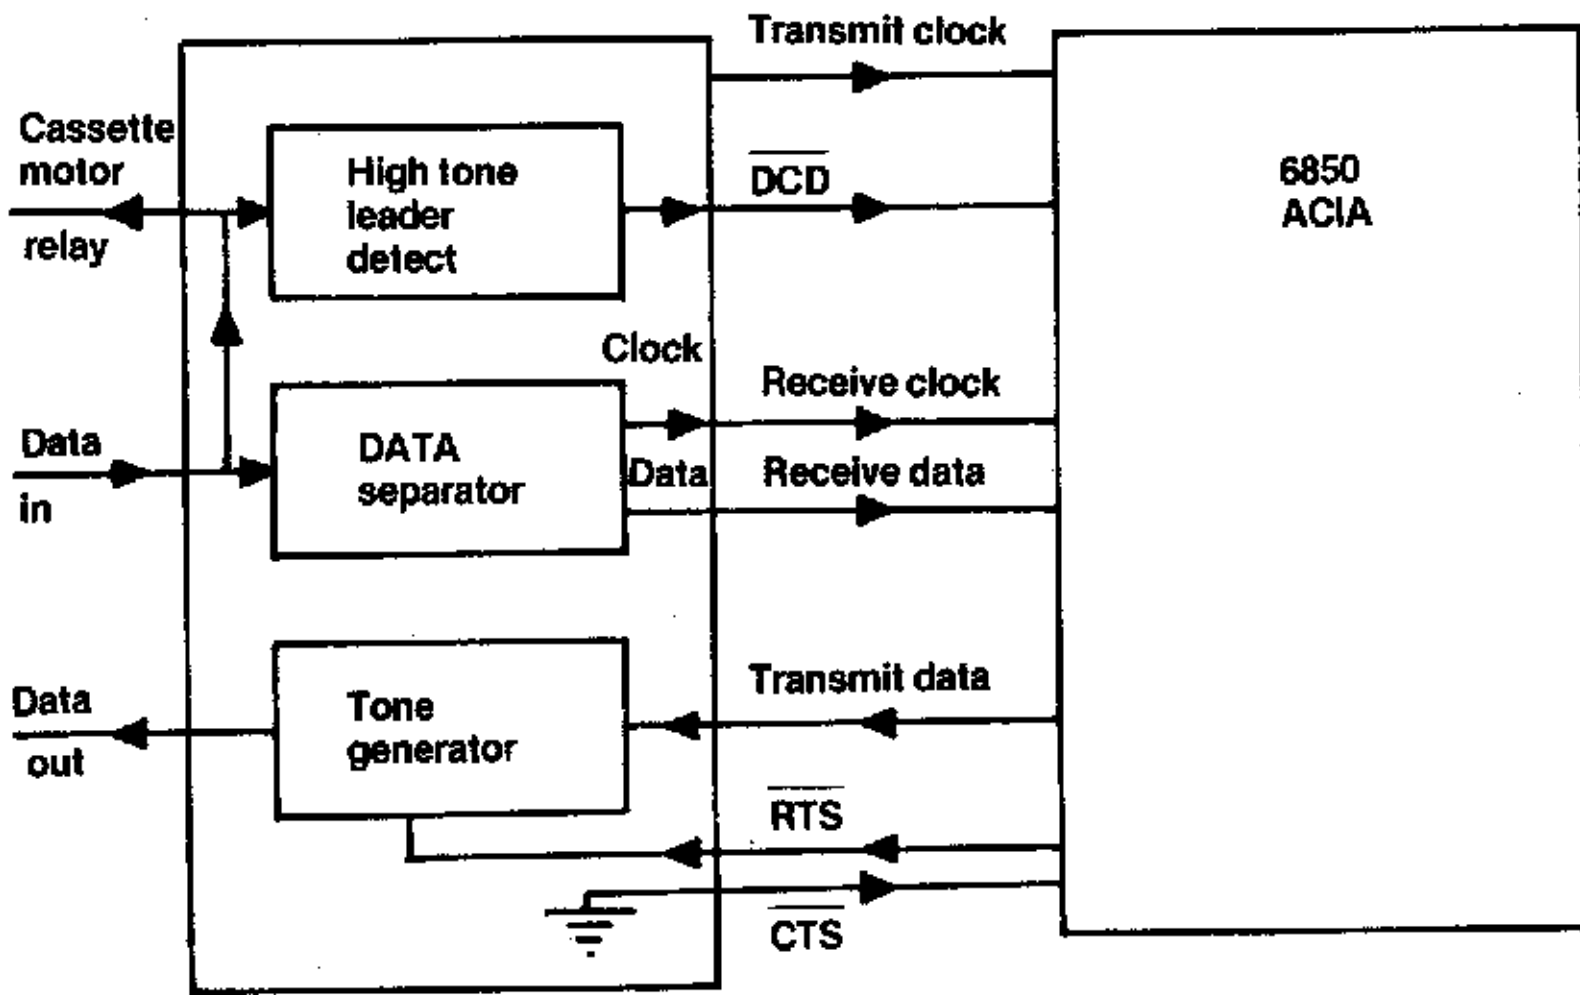 Transmit clock
Cassette
motor
relay
High tone
leader
detect
DCD
6850
ACIA
Clock
Receive clock
Data
in
DATA
separator
Data
Receive data
Data
out
Tone
generator
Transmit data
RTS
CTS